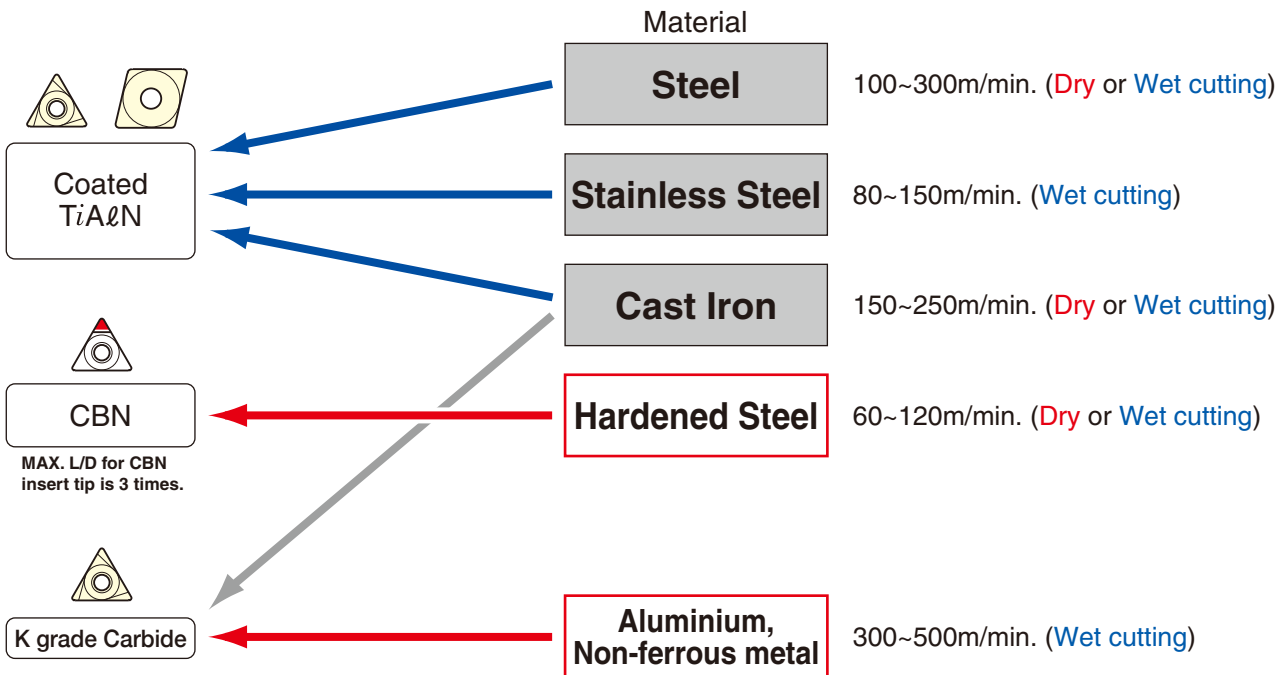 Material
Steel
100~300m/min. (Dry or Wet cutting)
Coated
TiAℓN
Stainless Steel
80~150m/min. (Wet cutting)
Cast Iron
150~250m/min. (Dry or Wet cutting)
CBN
Hardened Steel
60~120m/min. (Dry or Wet cutting)
MAX. L/D for CBN
insert tip is 3 times.
K grade Carbide
Aluminium,
Non-ferrous metal
300~500m/min. (Wet cutting)